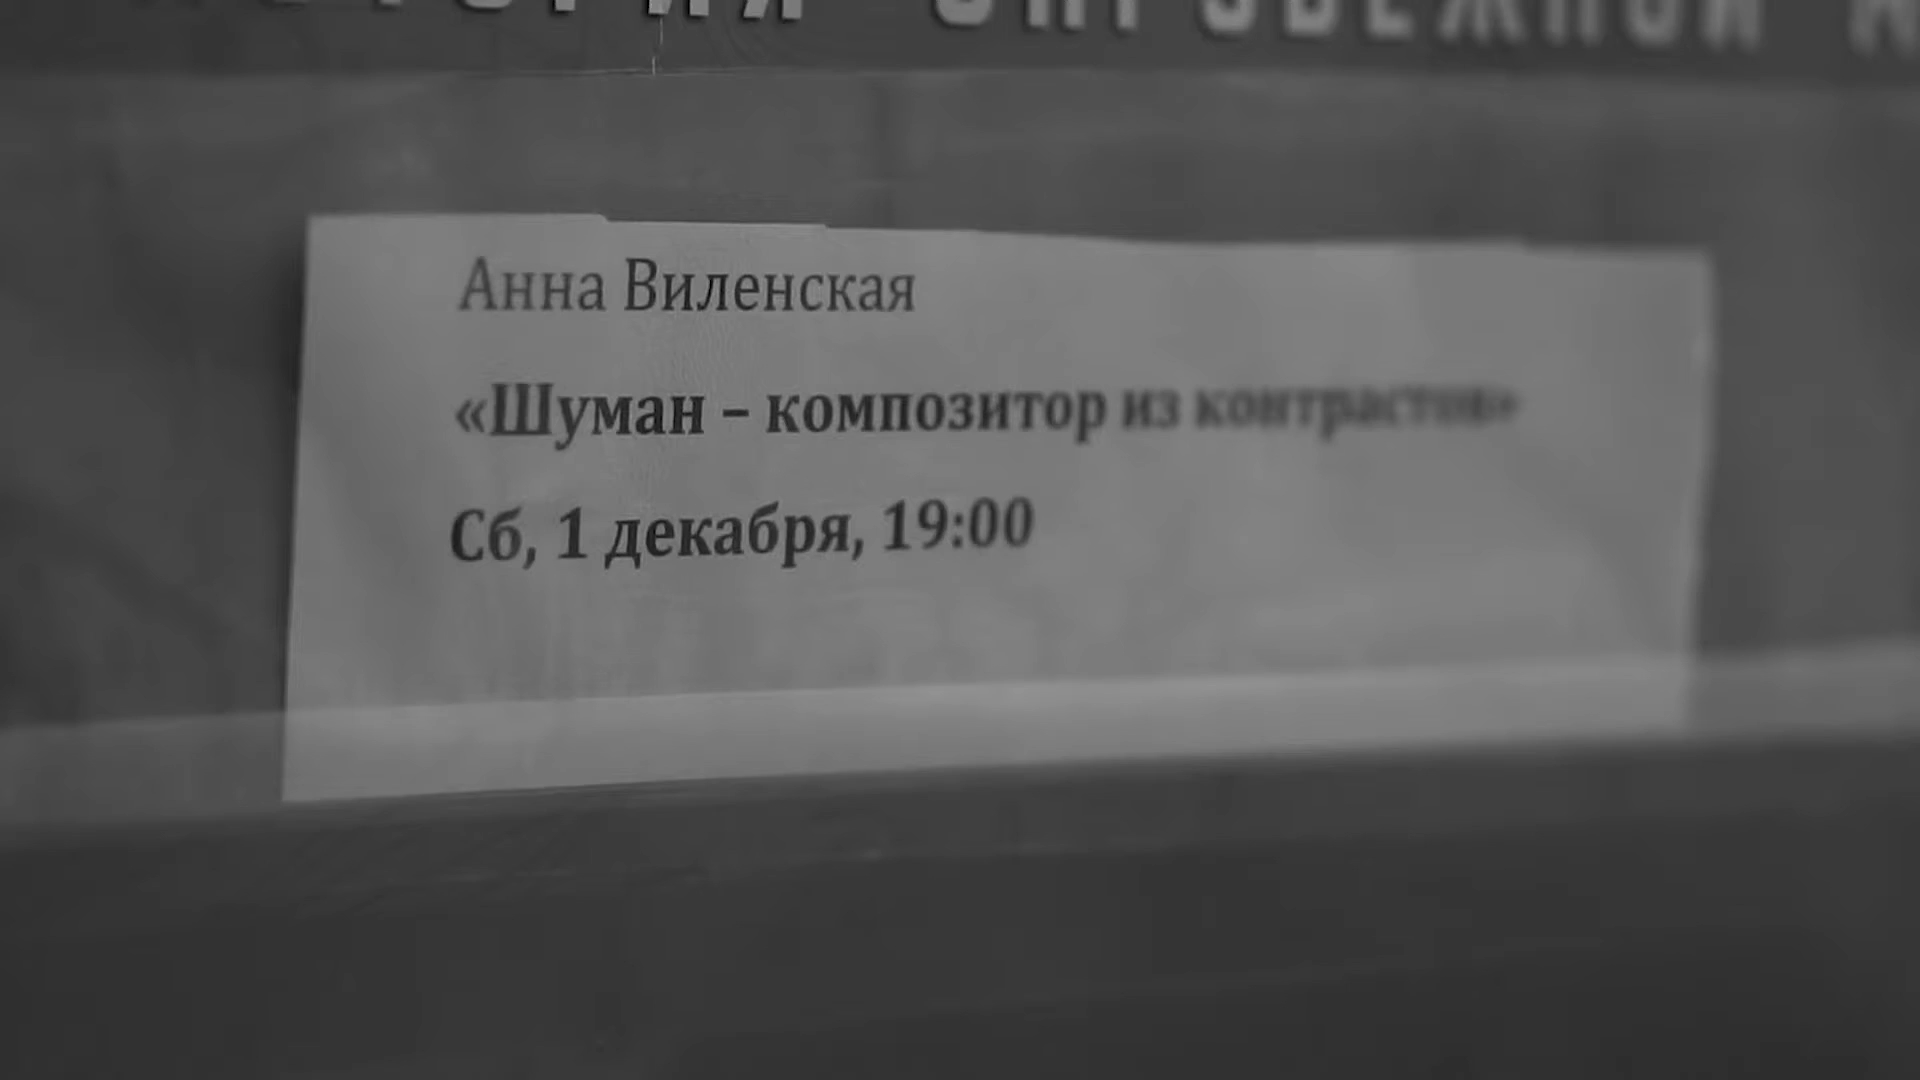 Анна Виленская
«Шуман – композитор из контрастов»
Сб, 1 декабря, 19:00